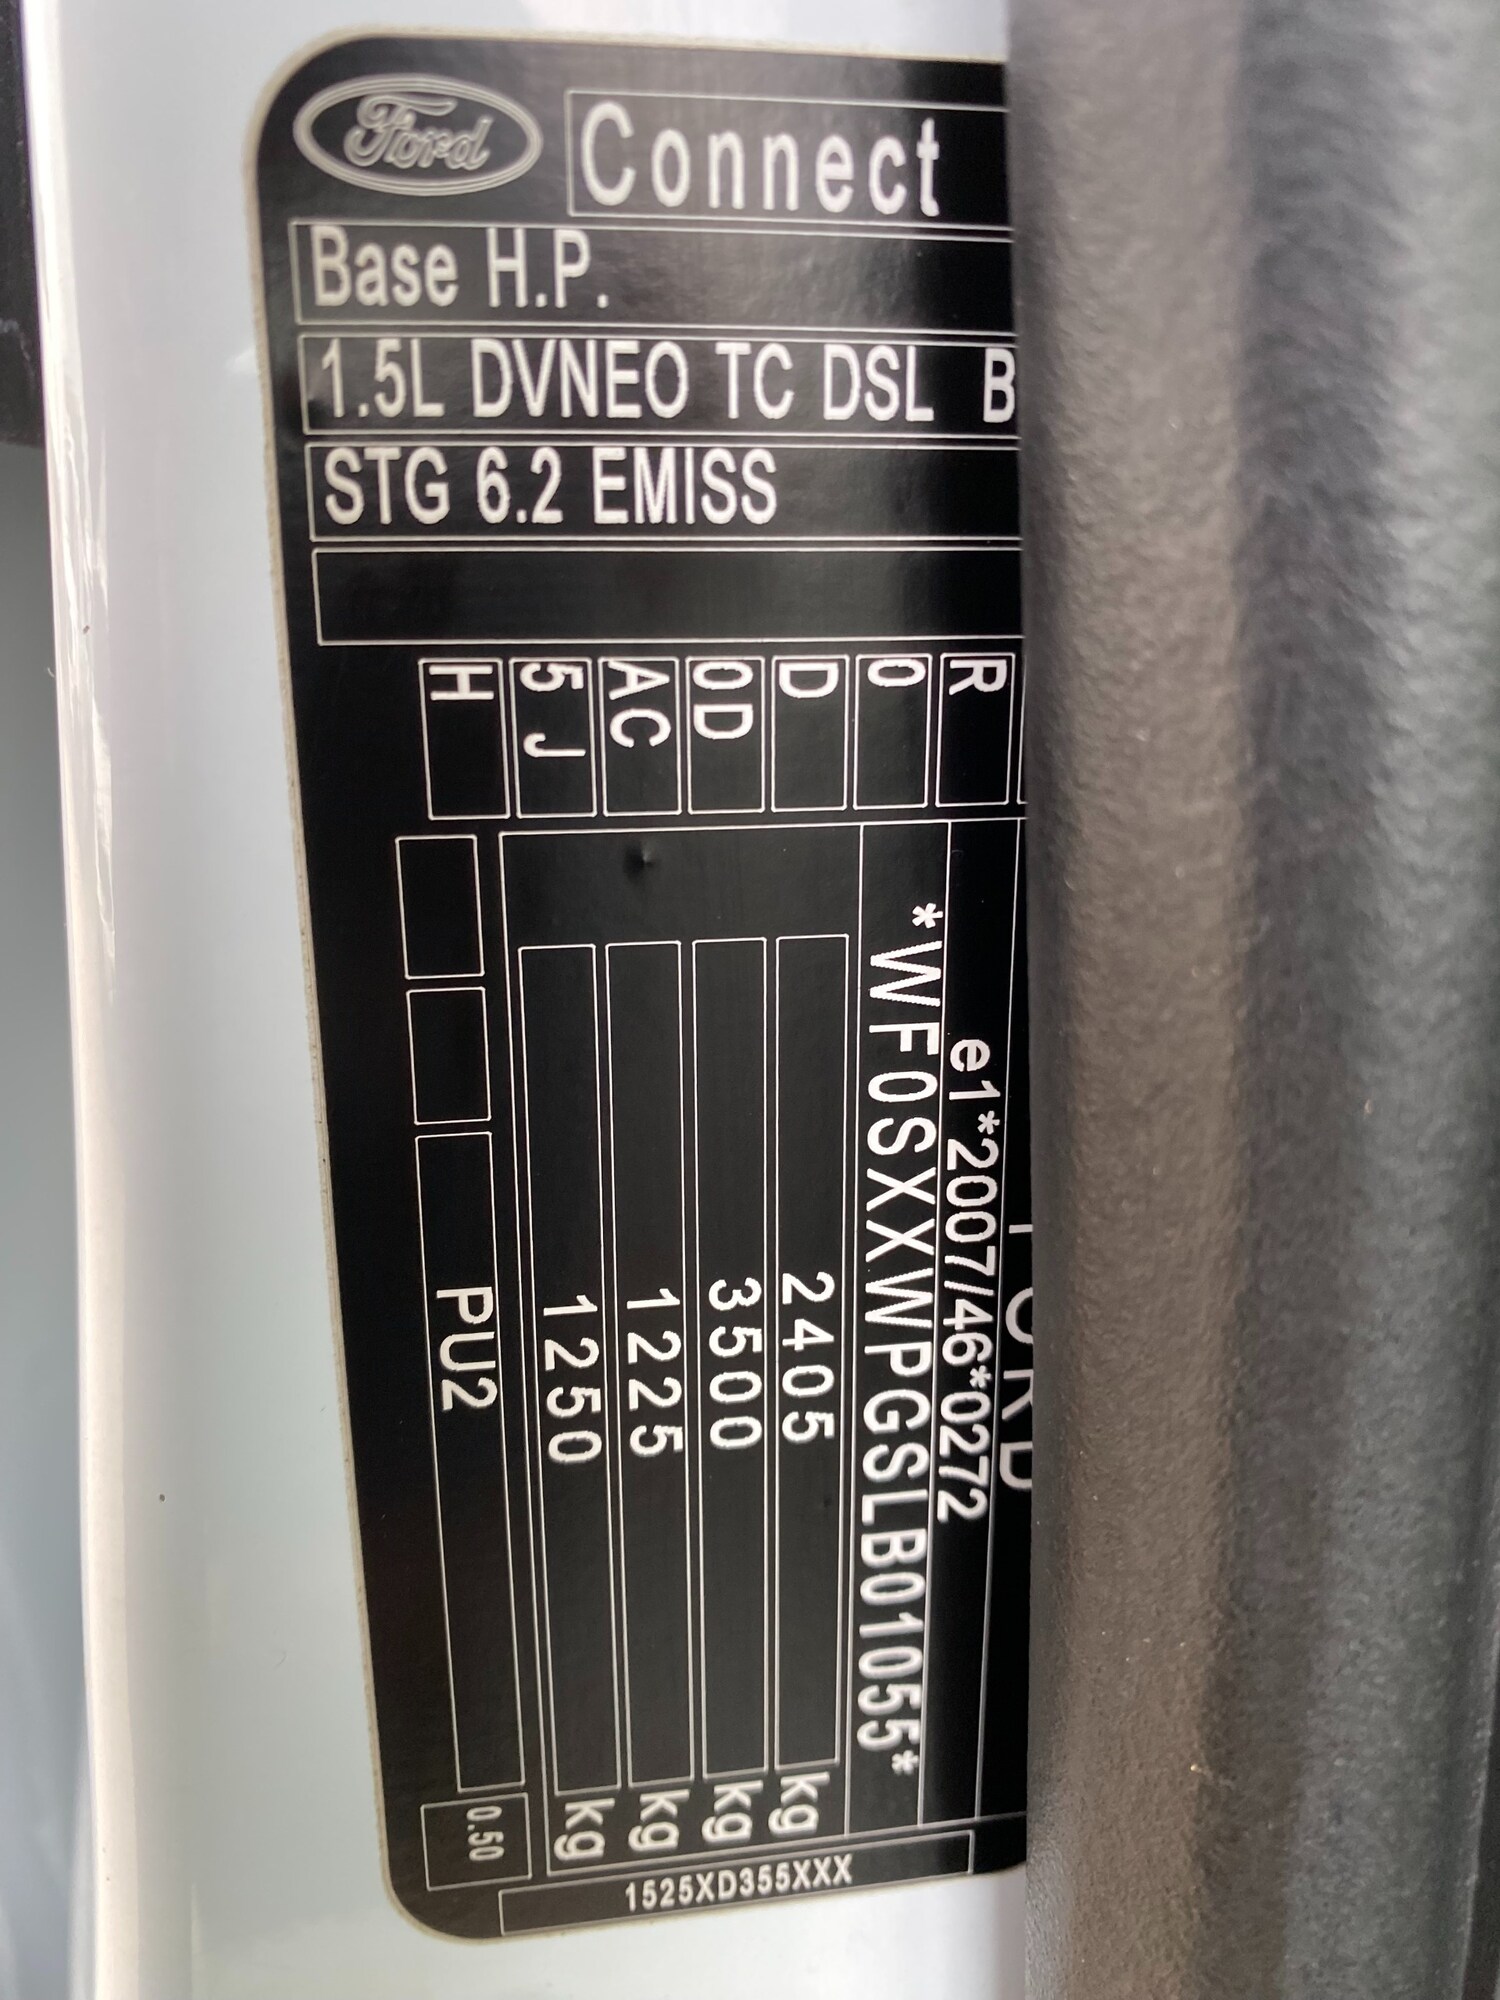 Ford
Connect
Base H.P.
1.5L DVNEO TC DSL B
STG 6.2 EMISS
R
0
D
0D
AC
5J
H
FORD
e1*2007/46*0272
*WF0SXXWPGSLB01055*
2405 kg
3500 kg
1225 kg
1250 kg
PU2
0.50
1525XD355XXX